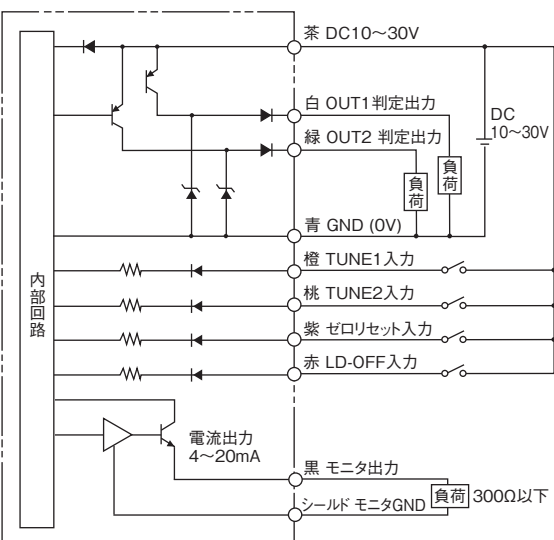 茶 DC10～30V
白 OUT1判定出力
緑 OUT2 判定出力
DC
10～30V
負荷
負荷
青 GND (0V)
橙 TUNE1入力
桃 TUNE2入力
紫 ゼロリセット入力
赤 LD-OFF入力
内部回路
電流出力
4～20mA
黒 モニタ出力
シールド モニタGND
負荷 300Ω以下